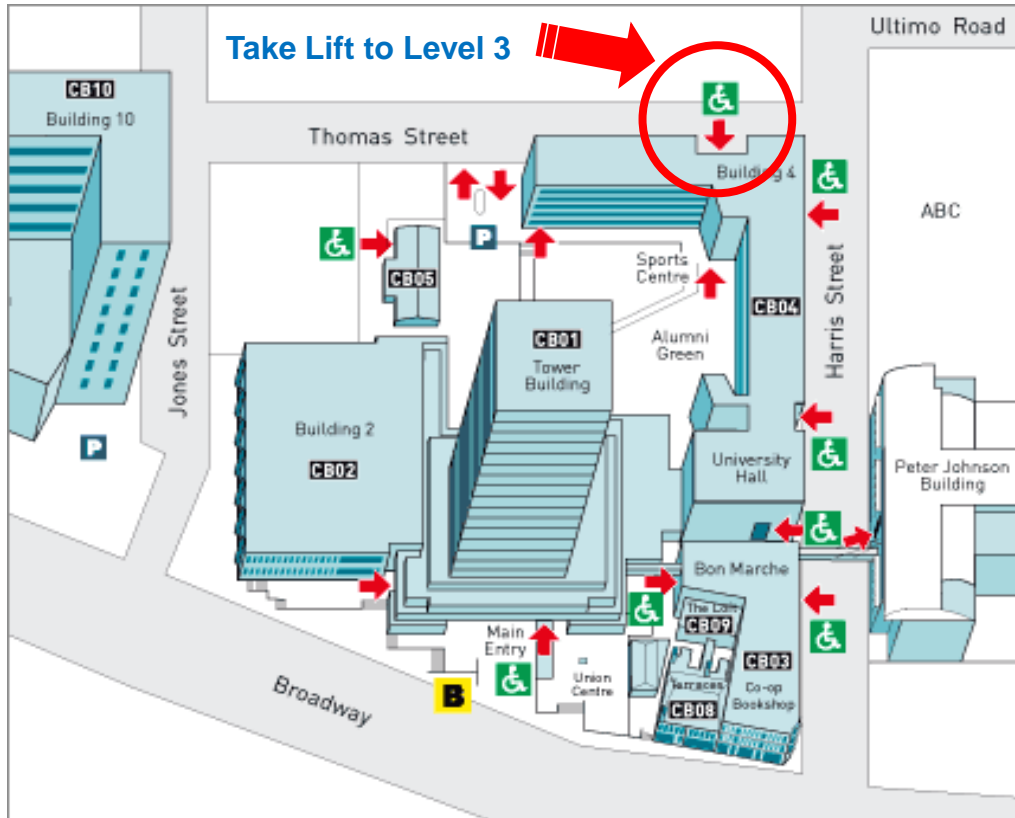 Ultimo Road
Take Lift to Level 3
CB10
Building 10
Thomas Street
Building 4
ABC
P
CB05
Sports
Centre
CB04
Harris Street
Jones Street
CB01
Tower
Building
Alumni
Green
Building 2
CB02
P
University
Hall
Peter Johnson
Building
Bon Marche
The Loft
CB09
Main
Entry
CB03
Union
Centre
Terraces
Co-op
Bookshop
CB08
B
Broadway